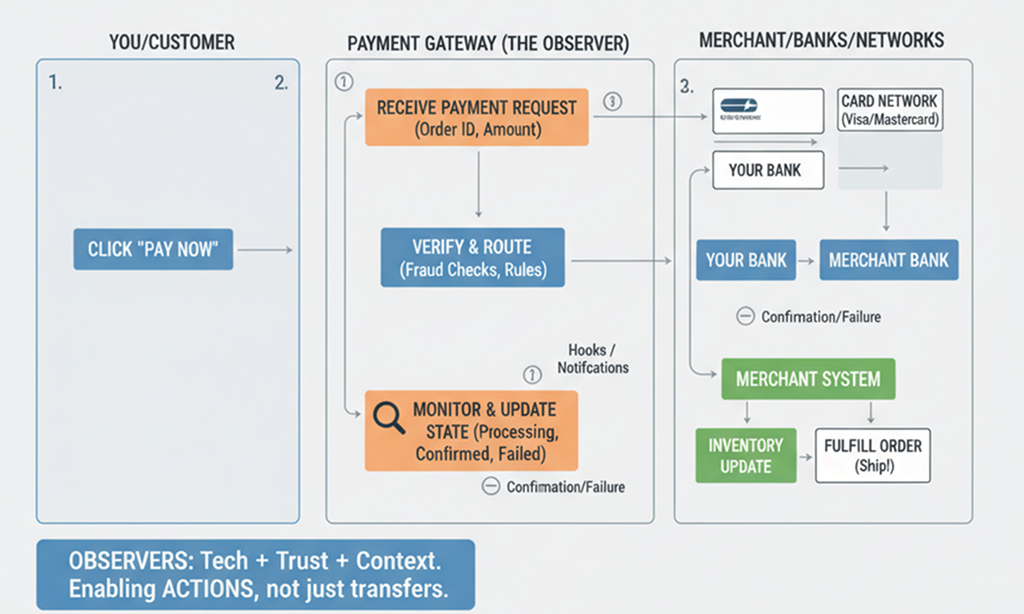 YOU/CUSTOMER
PAYMENT GATEWAY (THE OBSERVER)
MERCHANT/BANKS/NETWORKS
1.
2.
CLICK "PAY NOW"
1
RECEIVE PAYMENT REQUEST
(Order ID, Amount)
3
VERIFY & ROUTE
(Fraud Checks, Rules)
Hooks /
Notifcations
1
MONITOR & UPDATE
STATE (Processing,
Confirmed, Failed)
Confirmation/Failure
3.
CARD NETWORK
(Visa/Mastercard)
YOUR BANK
YOUR BANK
MERCHANT BANK
Confirmation/Failure
MERCHANT SYSTEM
INVENTORY
UPDATE
FULFILL ORDER
(Ship!)
OBSERVERS: Tech + Trust + Context.
Enabling ACTIONS, not just transfers.